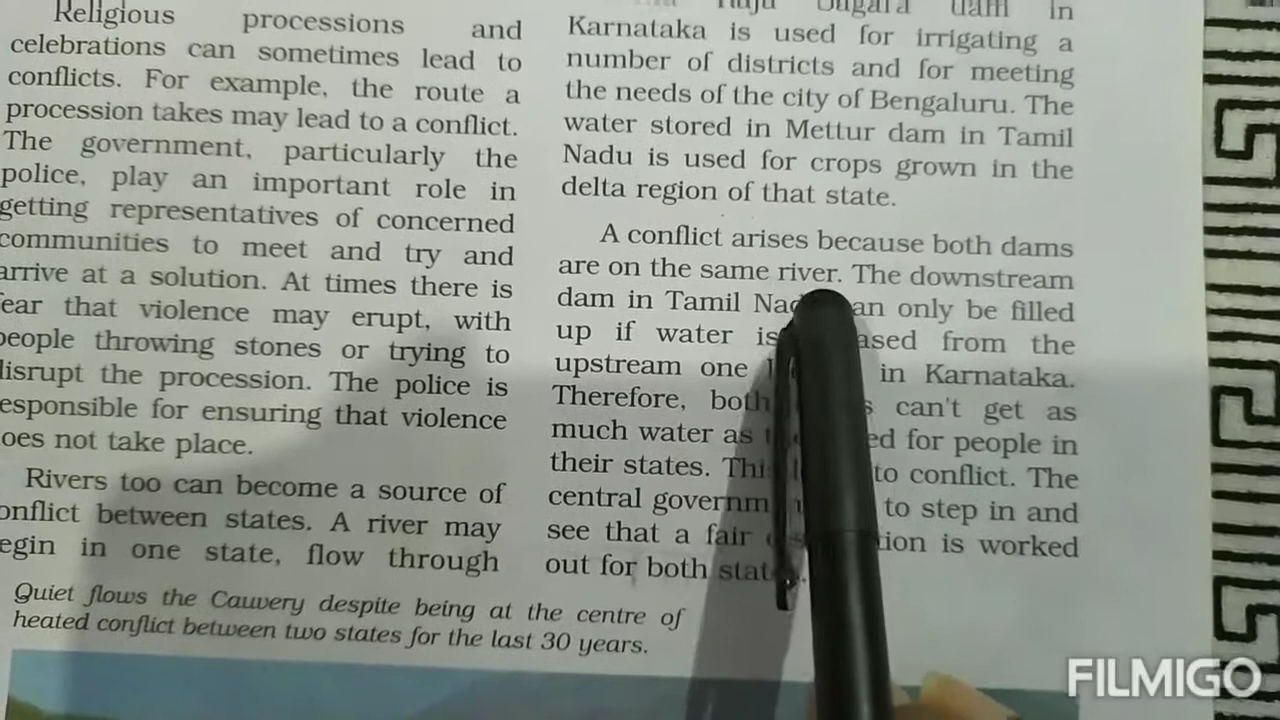 Religious processions and
celebrations can sometimes lead to
conflicts. For example, the route a
procession takes may lead to a conflict.
The government, particularly the
police, play an important role in
getting representatives of concerned
communities to meet and try and
arrive at a solution. At times there is
ear that violence may erupt, with
people throwing stones or trying to
disrupt the procession. The police is
esponsible for ensuring that violence
oes not take place.
Rivers too can become a source of
onflict between states. A river may
egin in one state, flow through
Quiet flows the Cauvery despite being at the centre of
heated conflict between two states for the last 30 years.
dam in
Karnataka is used for irrigating a
number of districts and for meeting
the needs of the city of Bengaluru. The
water stored in Mettur dam in Tamil
Nadu is used for crops grown in the
delta region of that state.
A conflict arises because both dams
are on the same river. The downstream
dam in Tamil Nad an only be filled
up if water is ased from the
upstream one in Karnataka.
Therefore, both s can't get as
much water as ed for people in
their states. Thi to conflict. The
central governm to step in and
see that a fair tion is worked
out for both stat
FILMIGO